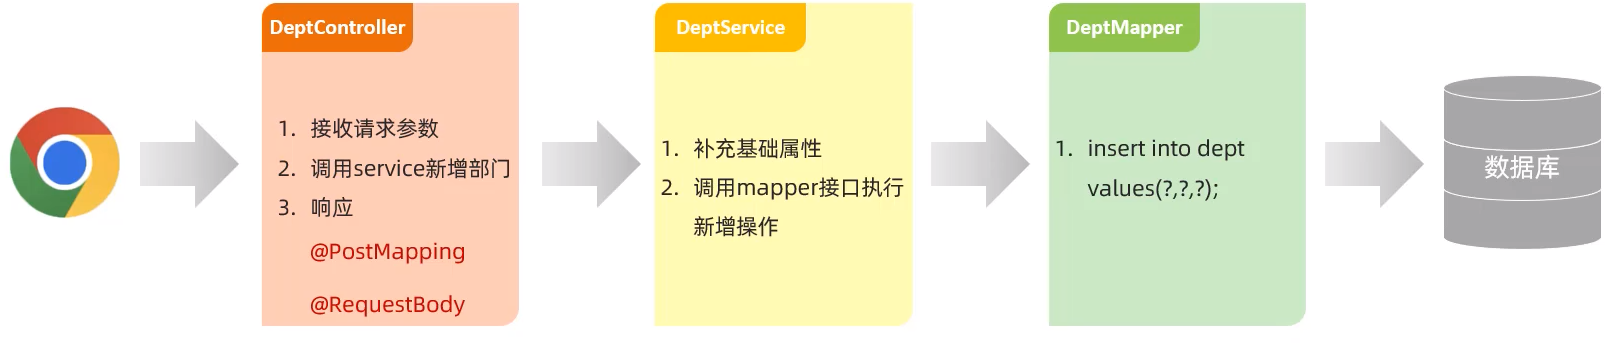 DeptController
1. 接收请求参数
2. 调用service新增部门
3. 响应
@PostMapping
@RequestBody
DeptService
1. 补充基础属性
2. 调用mapper接口执行
新增操作
DeptMapper
1. insert into dept
values(?,?,?);
数据库